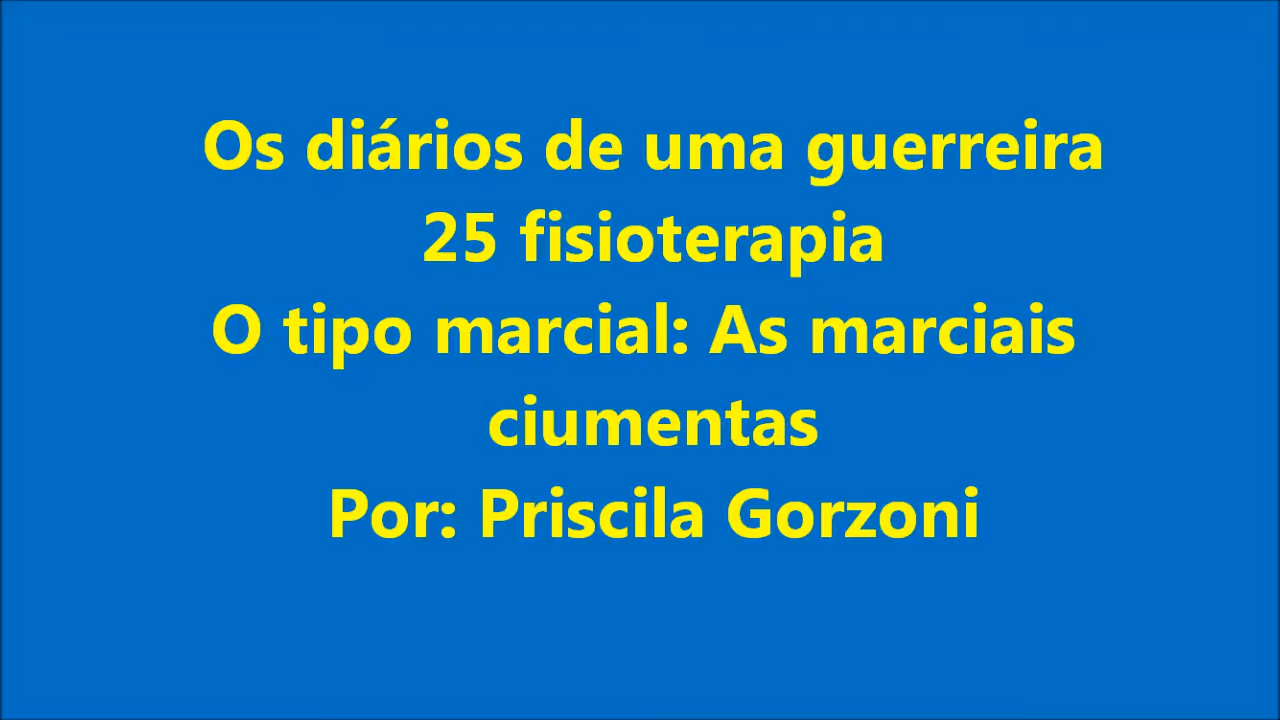 Os diários de uma guerreira
25 fisioterapia
O tipo marcial: As marciais
ciumentas
Por: Priscila Gorzoni